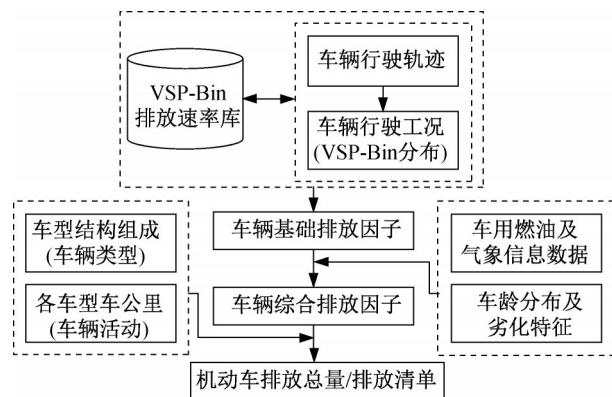 VSP-Bin
排放速率库
车辆行驶轨迹
车辆行驶工况
(VSP-Bin分布)
车型结构组成
(车辆类型)
各车型车公里
(车辆活动)
车辆基础排放因子
车辆综合排放因子
车用燃油及
气象信息数据
车龄分布及
劣化特征
机动车排放总量/排放清单